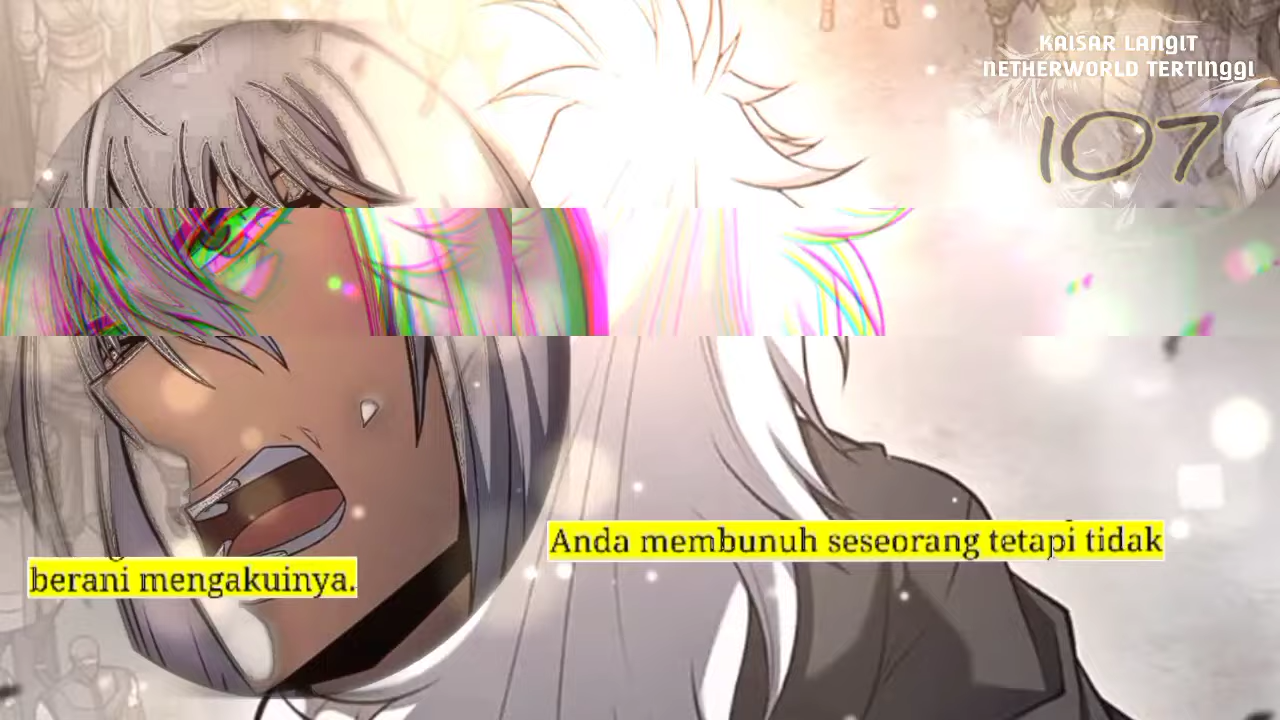 KAISAR LANGIT
NETHERWORLD TERTINGGI
107
Anda membunuh seseorang tetapi tidak
berani mengakuinya.